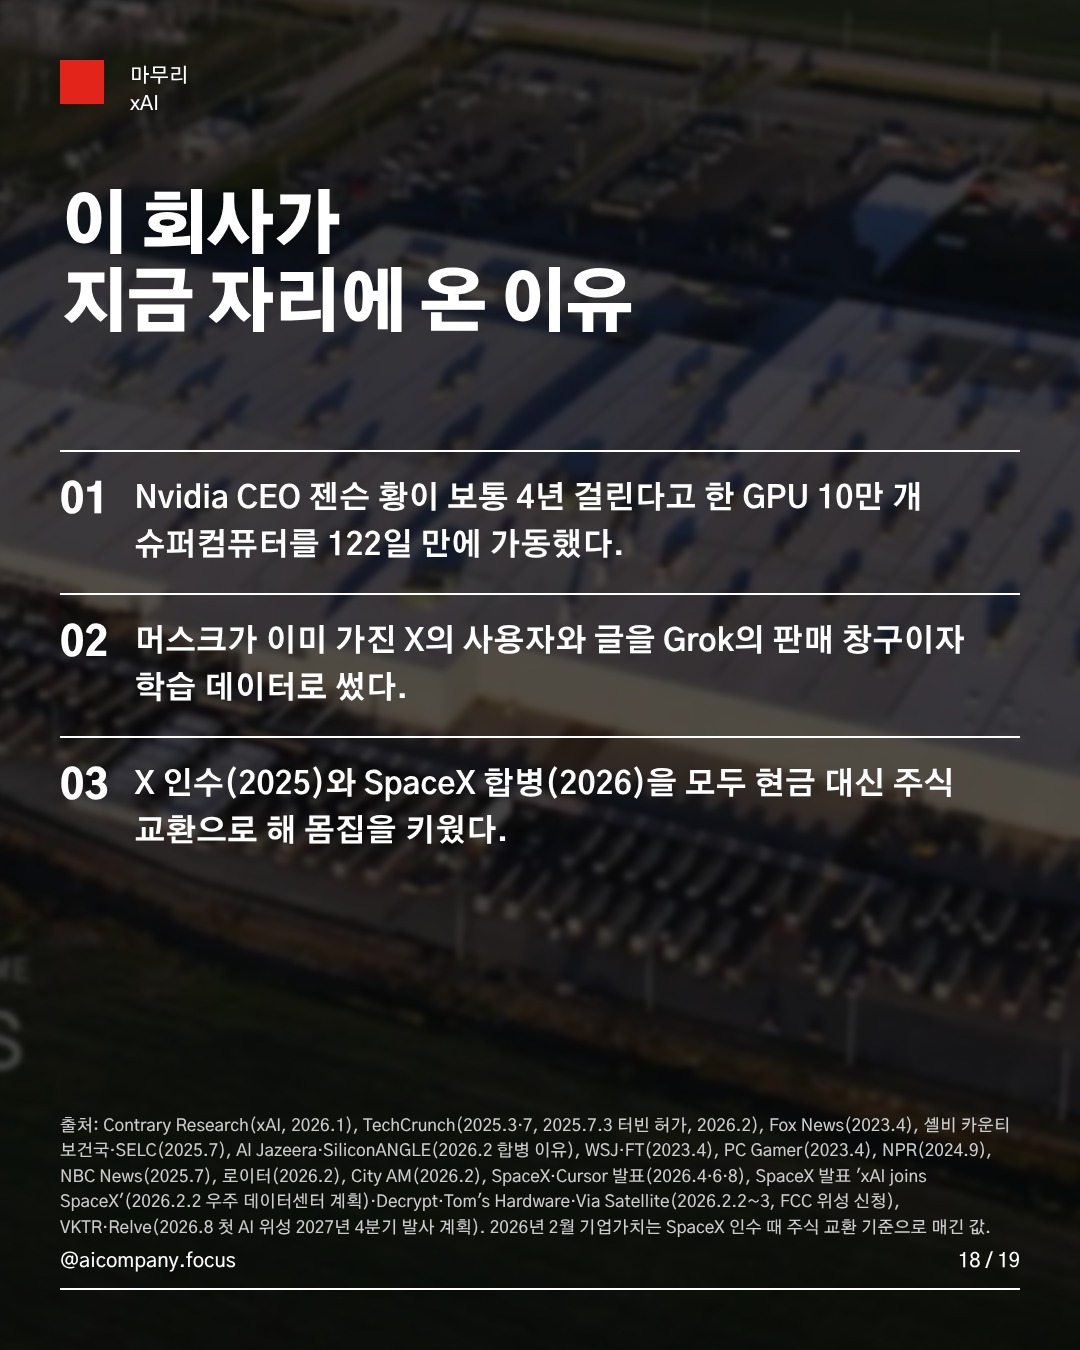 마무리
xAI
이 회사가
지금 자리에 온 이유
01 Nvidia CEO 젠슨 황이 보통 4년 걸린다고 한 GPU 10만 개
슈퍼컴퓨터를 122일 만에 가동했다.
02 머스크가 이미 가진 X의 사용자와 글을 Grok의 판매 창구이자
학습 데이터로 썼다.
03 X 인수(2025)와 SpaceX 합병(2026)을 모두 현금 대신 주식
교환으로 해 몸집을 키웠다.
ME
S
출처: Contrary Research(xAI, 2026.1), TechCrunch(2025.3·7, 2025.7.3 터빈 허가, 2026.2), Fox News(2023.4), 셸비 카운티
보건국·SELC(2025.7), Al Jazeera·SiliconANGLE(2026.2 합병 이유), WSJ·FT(2023.4), PC Gamer(2023.4), NPR(2024.9),
NBC News(2025.7), 로이터(2026.2), City AM(2026.2), SpaceX·Cursor 발표(2026.4·6·8), SpaceX 발표 ’xAI joins
SpaceX’(2026.2.2 우주 데이터센터 계획)·Decrypt·Tom’s Hardware·Via Satellite(2026.2.2~3, FCC 위성 신청),
VKTR·Relve(2026.8 첫 AI 위성 2027년 4분기 발사 계획). 2026년 2월 기업가치는 SpaceX 인수 때 주식 교환 기준으로 매긴 값.
@aicompany.focus
18 / 19